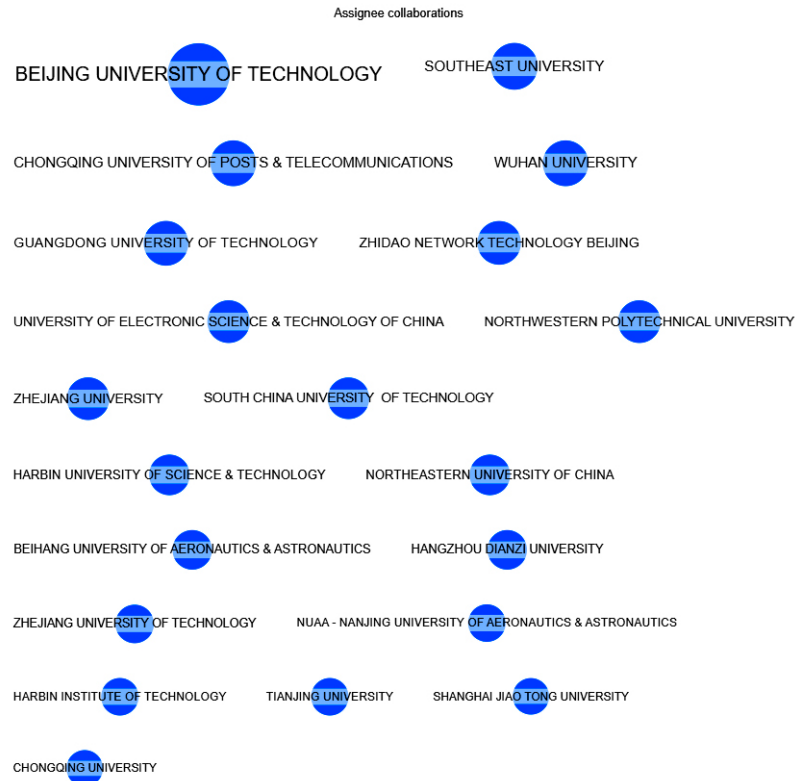 Assignee collaborations
BEIJING UNIVERSITY OF TECHNOLOGY
SOUTHEAST UNIVERSITY
CHONGQING UNIVERSITY OF POSTS & TELECOMMUNICATIONS
WUHAN UNIVERSITY
GUANGDONG UNIVERSITY OF TECHNOLOGY
ZHIDAO NETWORK TECHNOLOGY BEIJING
UNIVERSITY OF ELECTRONIC SCIENCE & TECHNOLOGY OF CHINA
NORTHWESTERN POLYTECHNICAL UNIVERSITY
ZHEJIANG UNIVERSITY
SOUTH CHINA UNIVERSITY OF TECHNOLOGY
HARBIN UNIVERSITY OF SCIENCE & TECHNOLOGY
NORTHEASTERN UNIVERSITY OF CHINA
BEIHANG UNIVERSITY OF AERONAUTICS & ASTRONAUTICS
HANGZHOU DIANZI UNIVERSITY
ZHEJIANG UNIVERSITY OF TECHNOLOGY
NUAA - NANJING UNIVERSITY OF AERONAUTICS & ASTRONAUTICS
HARBIN INSTITUTE OF TECHNOLOGY
TIANJING UNIVERSITY
SHANGHAI JIAO TONG UNIVERSITY
CHONGQING UNIVERSITY